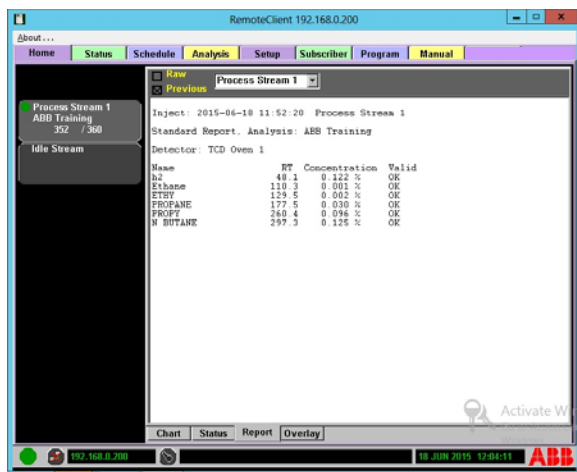 RemoteClient 192.168.0.200
About...
Home Status Schedule Analysis Setup Subscriber Program Manual
Raw
Previous
Process Stream 1
Process Stream 1
ABB Training
352 / 360
Idle Stream
Inject: 2015-06-18 11:52:20 Process Stream 1
Standard Report, Analysis: ABB Training
Detector: TCD Oven 1
Name RT Concentration Valid
h2 48.1 0.122 % OK
Ethane 110.3 0.001 % OK
ETHY 129.5 0.002 % OK
PROPANE 177.5 0.030 % OK
PROPY 260.4 0.096 % OK
N BUTANE 297.3 0.125 % OK
Activate W
Chart Status Report Overlay
192.168.0.200
18 JUN 2015 12:04:11
ABB